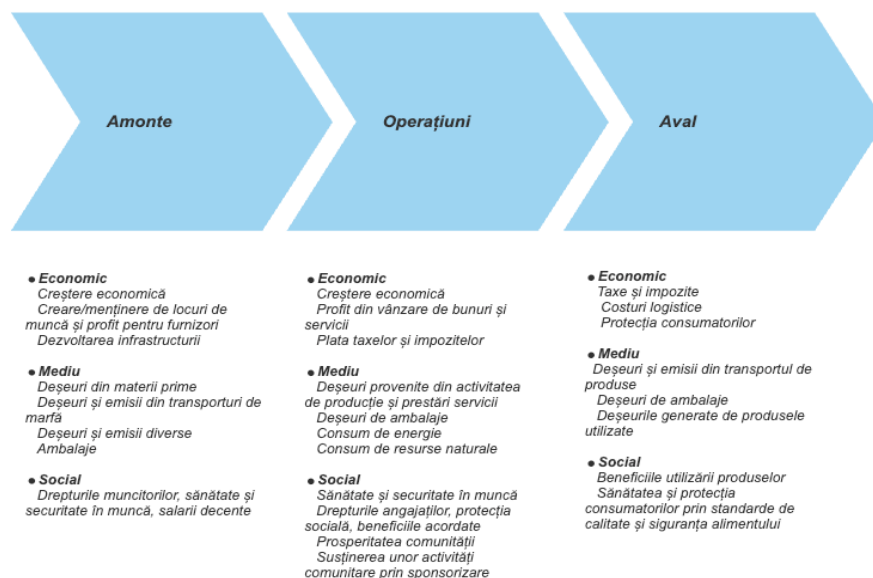 Amonte
Operațiuni
Aval
● Economic
Creștere economică
Creare/menținere de locuri de
muncă și profit pentru furnizori
Dezvoltarea infrastructurii
● Mediu
Deșeuri din materii prime
Deșeuri și emisii din transporturi de
marfă
Deșeuri și emisii diverse
Ambalaje
● Social
Drepturile muncitorilor, sănătate și
securitate în muncă, salarii decente
● Economic
Creștere economică
Profit din vânzare de bunuri și
servicii
Plata taxelor și impozitelor
● Mediu
Deșeuri provenite din activitatea
de producție și prestări servicii
Deșeuri de ambalaje
Consum de energie
Consum de resurse naturale
● Social
Sănătate și securitate în muncă
Drepturile angajaților, protecția
socială, beneficiile acordate
Prosperitatea comunității
Susținerea unor activități
comunitare prin sponsorizare
● Economic
Taxe și impozite
Costuri logistice
Protecția consumatorilor
● Mediu
Deșeuri și emisii din transportul de
produse
Deșeuri de ambalaje
Deșeurile generate de produsele
utilizate
● Social
Beneficiile utilizării produselor
Sănătatea și protecția
consumatorilor prin standarde de
calitate și siguranța alimentului